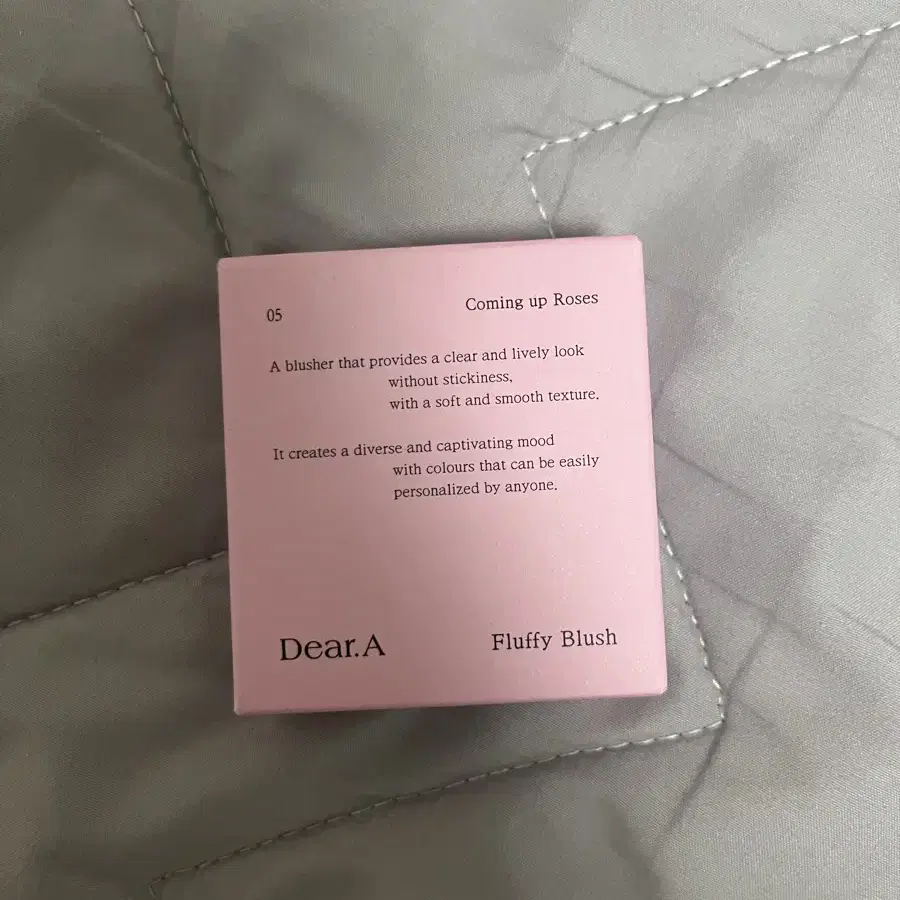 05
Coming up Roses
A blusher that provides a clear and lively look
without stickiness,
with a soft and smooth texture.
It creates a diverse and captivating mood
with colours that can be easily
personalized by anyone.
Dear.A
Fluffy Blush